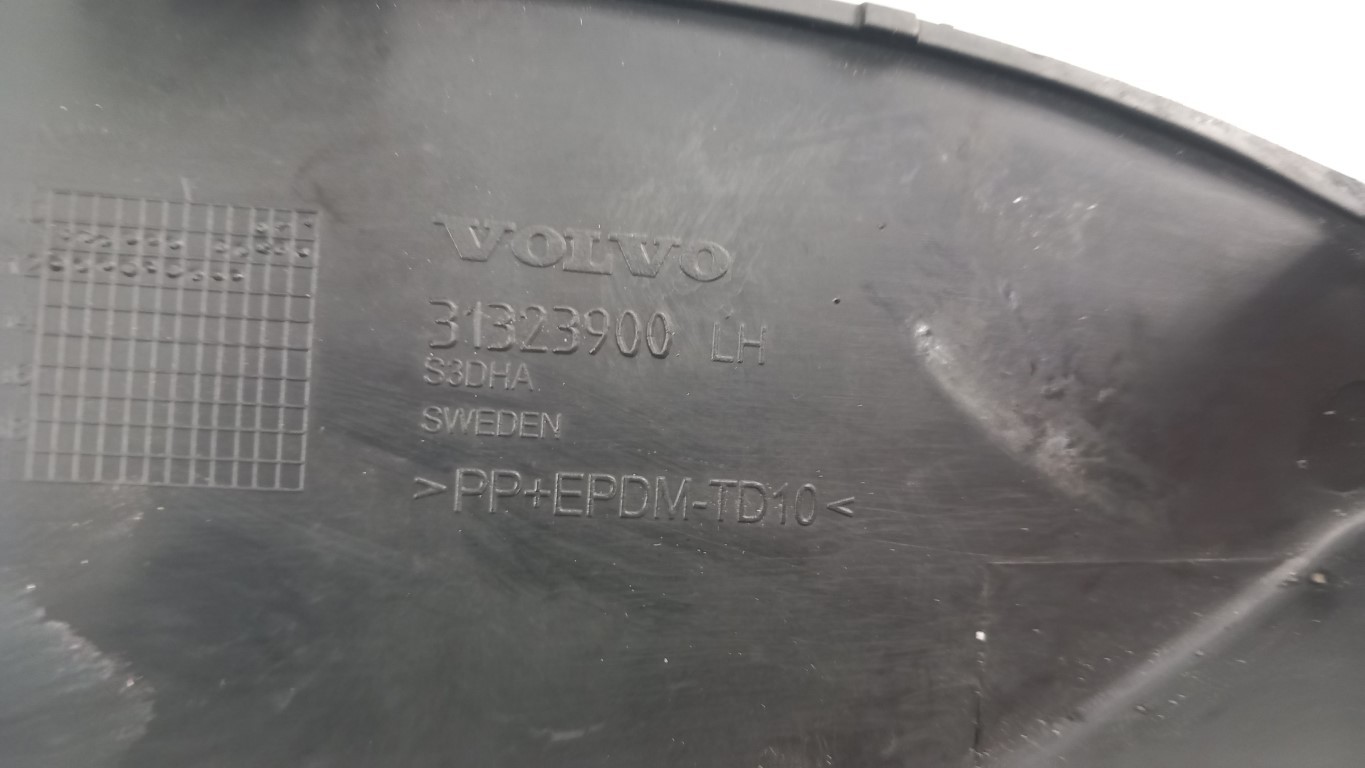 VOLVO
31323900 LH
S3DHA
SWEDEN
>PP+EPDM-TD10<